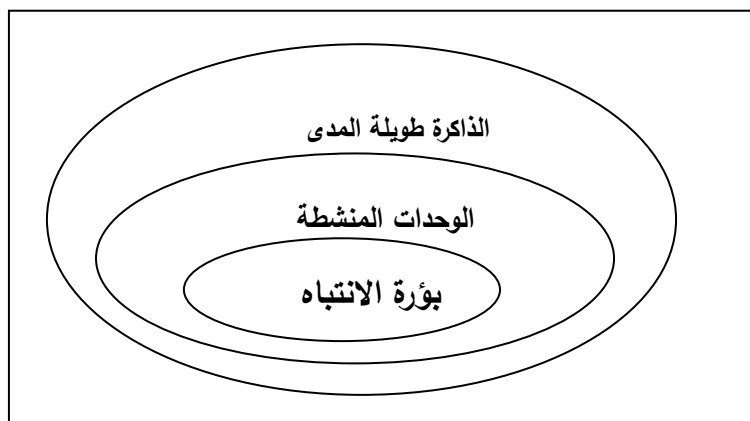 الذاكرة طويلة المدى
الوحدات المنشطة
بؤرة الانتباه